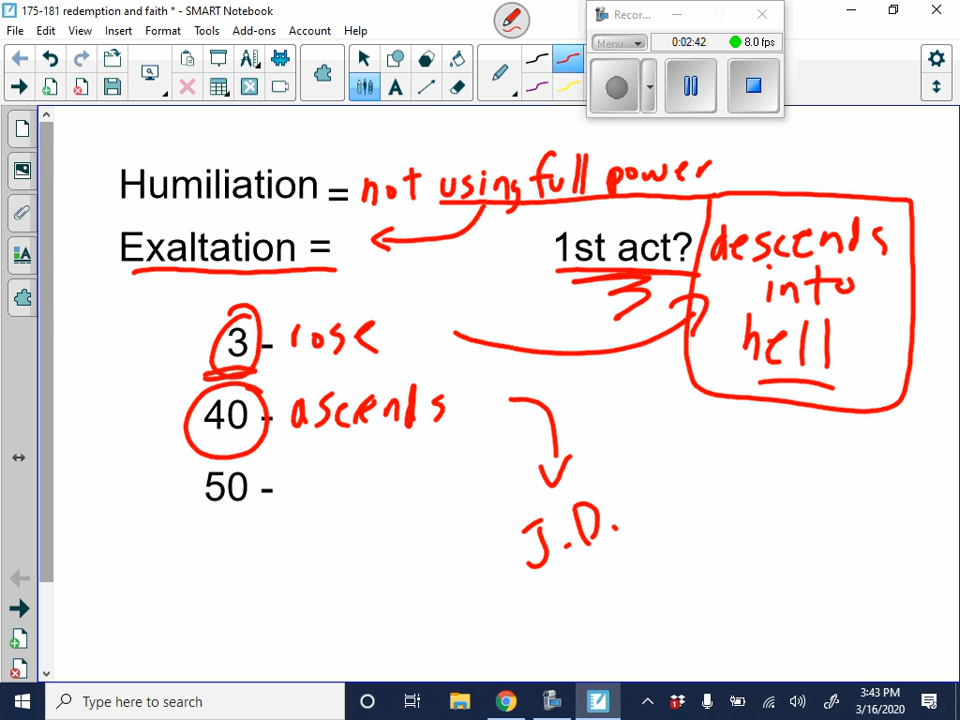 175-181 redemption and faith * - SMART Notebook
Recor...
File Edit View Insert Format Tools Add-ons Account Help
Menu 0:02:42 8.0 fps
Humiliation = not using full power
Exaltation = 1st act? descends
into
hell
3 - rose
40 - ascends
50 -
J.D.
Type here to search
3:43 PM
3/16/2020